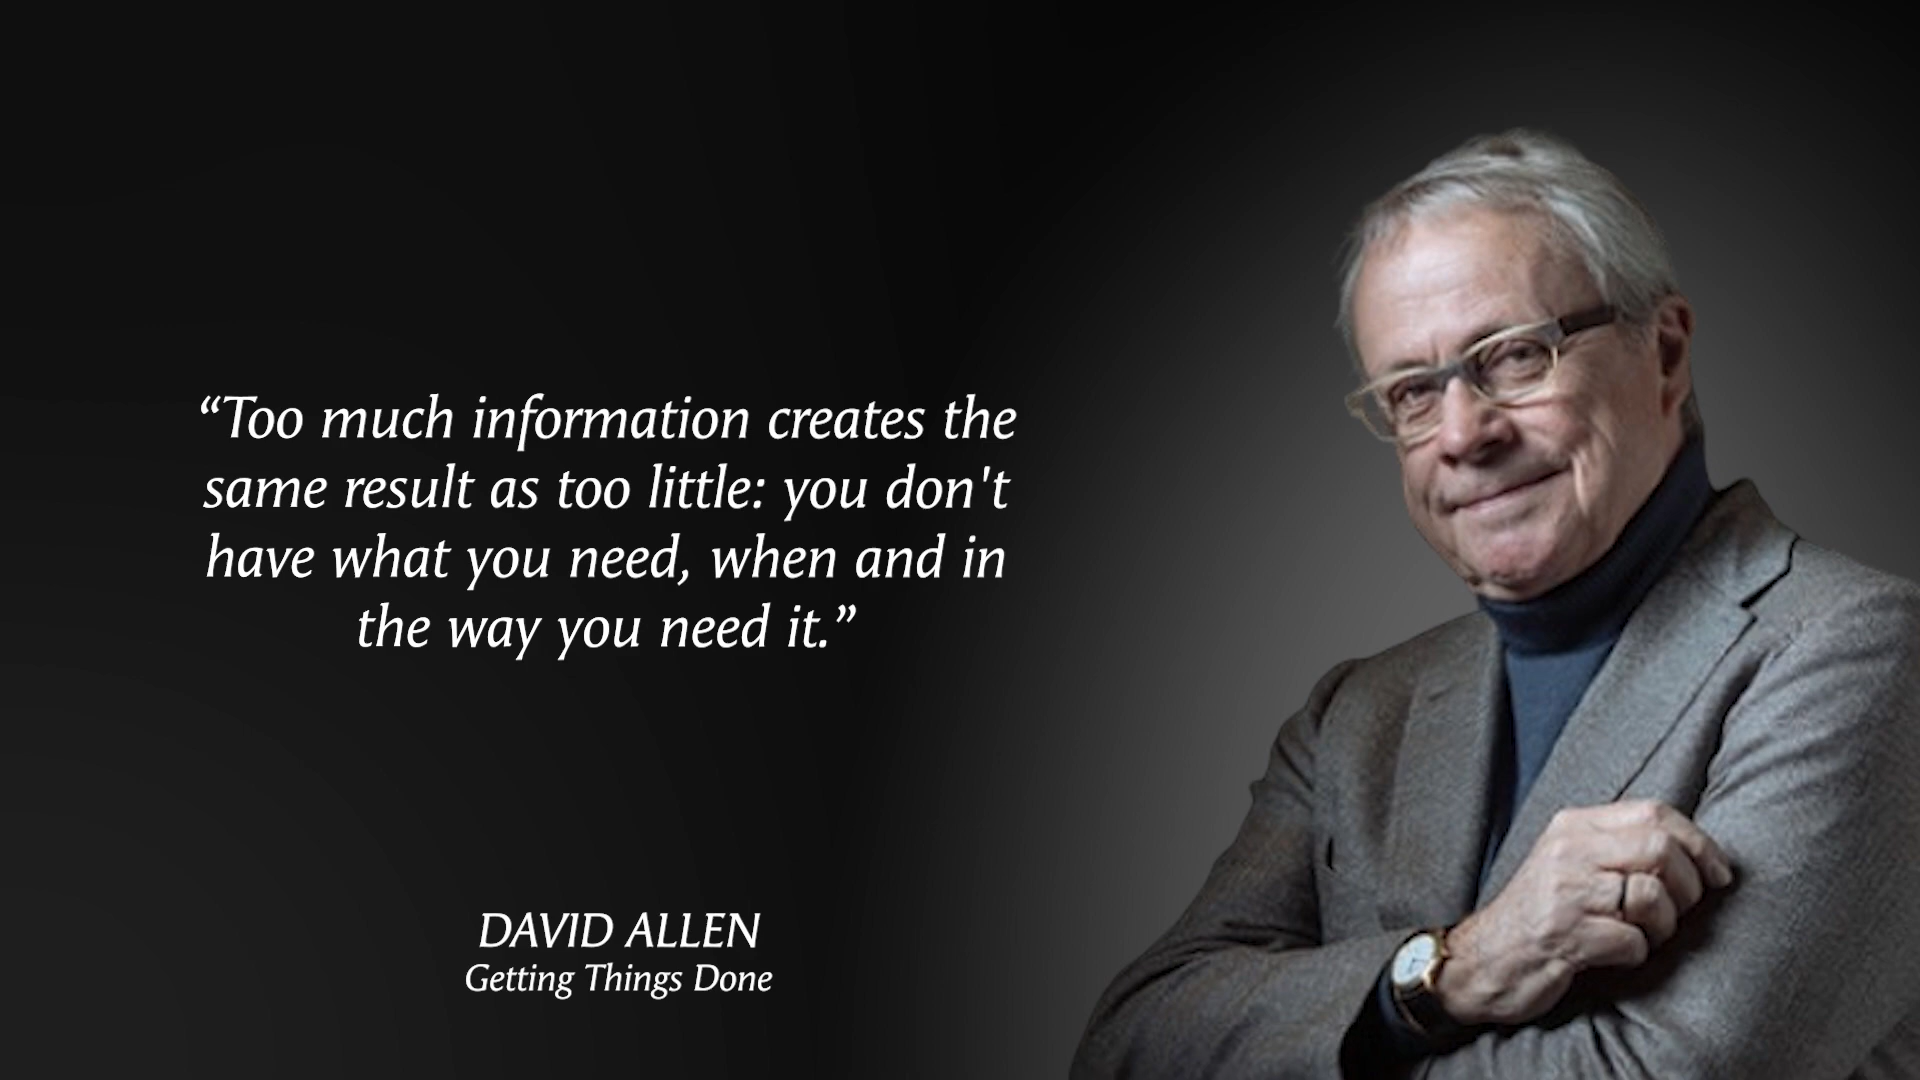 “Too much information creates the
same result as too little: you don't
have what you need, when and in
the way you need it.”
DAVID ALLEN
Getting Things Done